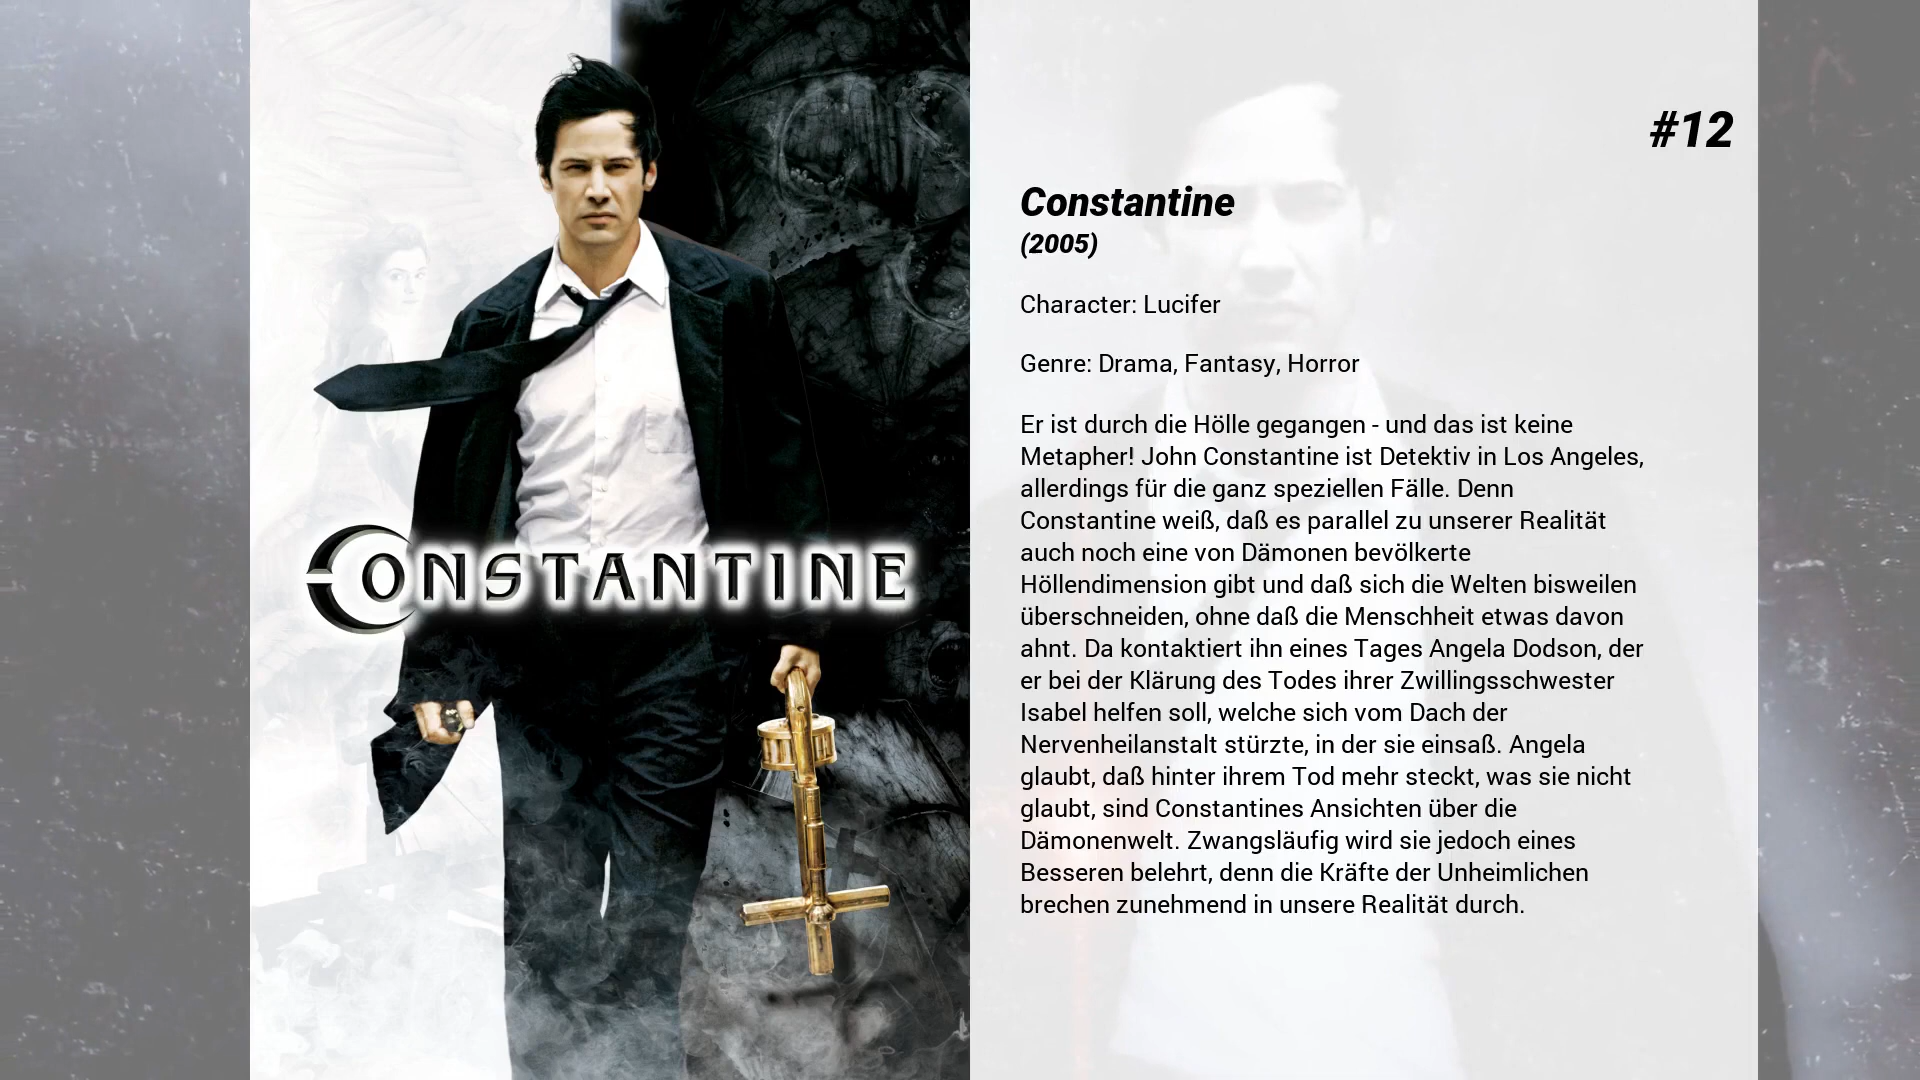 CONSTANTINE
#12
Constantine
(2005)
Character: Lucifer
Genre: Drama, Fantasy, Horror
Er ist durch die Hölle gegangen - und das ist keine
Metapher! John Constantine ist Detektiv in Los Angeles,
allerdings für die ganz speziellen Fälle. Denn
Constantine weiß, daß es parallel zu unserer Realität
auch noch eine von Dämonen bevölkerte
Höllendimension gibt und daß sich die Welten bisweilen
überschneiden, ohne daß die Menschheit etwas davon
ahnt. Da kontaktiert ihn eines Tages Angela Dodson, der
er bei der Klärung des Todes ihrer Zwillingsschwester
Isabel helfen soll, welche sich vom Dach der
Nervenheilanstalt stürzte, in der sie einsaß. Angela
glaubt, daß hinter ihrem Tod mehr steckt, was sie nicht
glaubt, sind Constantines Ansichten über die
Dämonenwelt. Zwangsläufig wird sie jedoch eines
Besseren belehrt, denn die Kräfte der Unheimlichen
brechen zunehmend in unsere Realität durch.